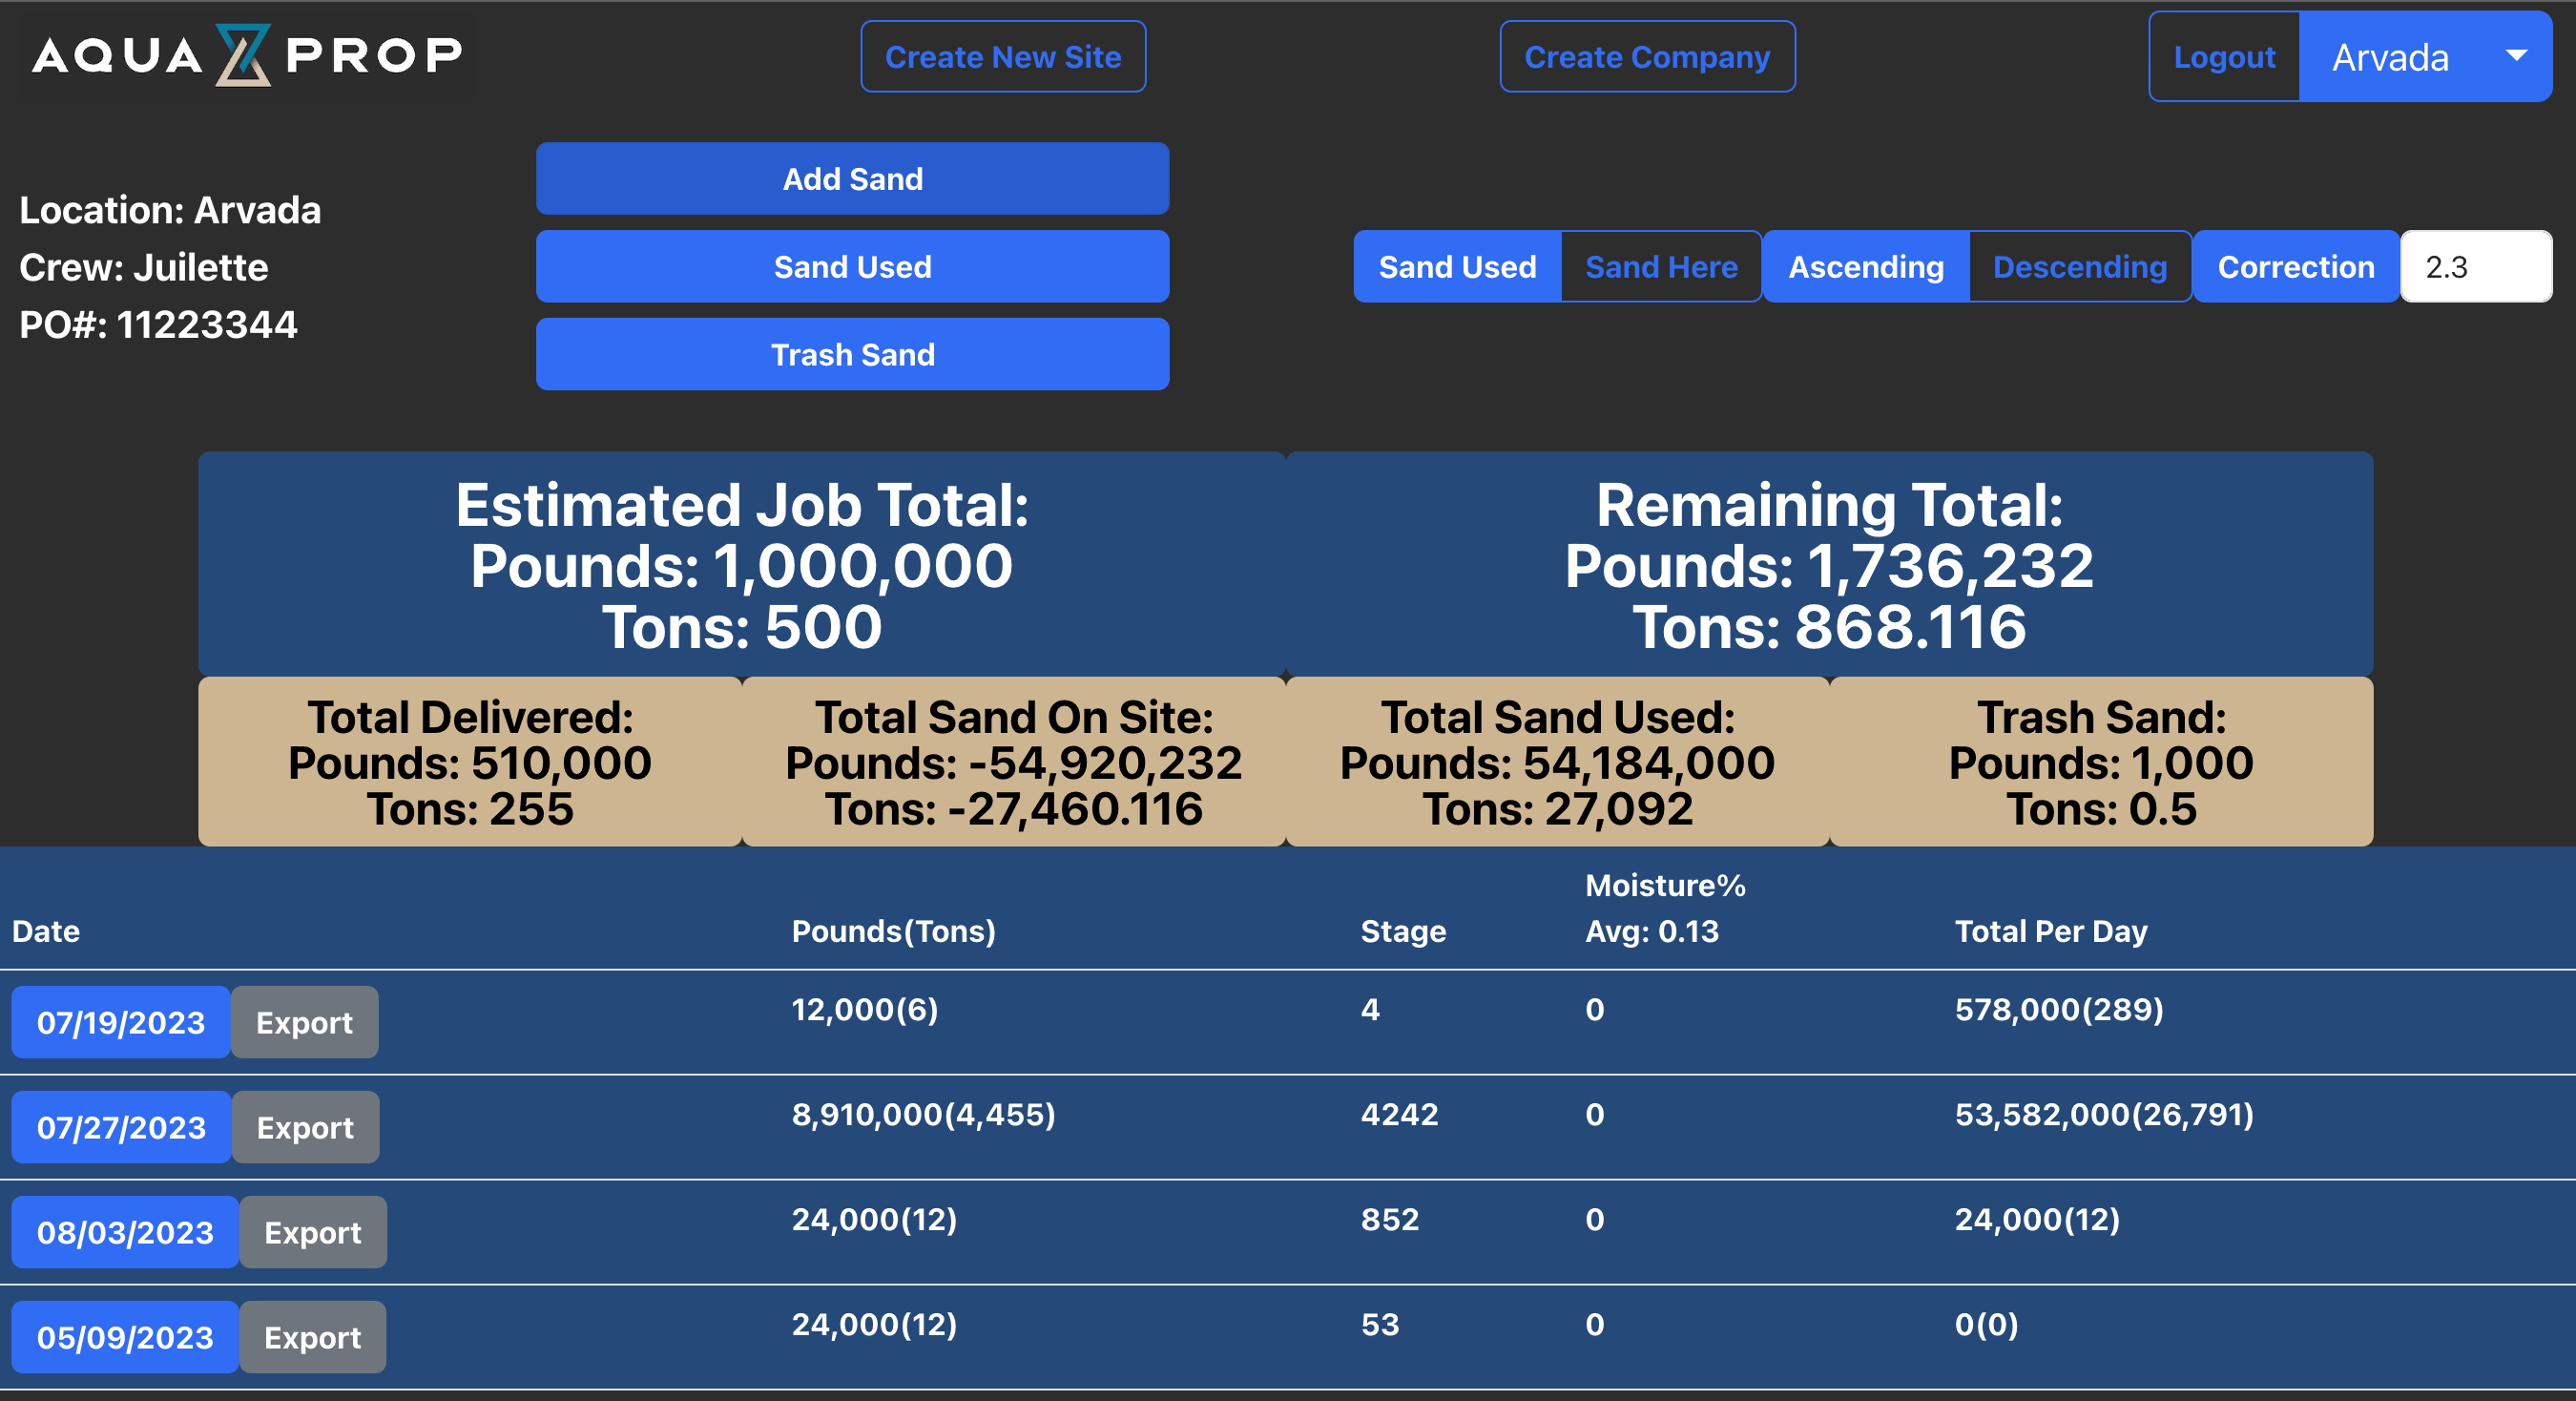 AQUA PROP
Create New Site
Create Company
Logout
Arvada
Location: Arvada
Crew: Juilette
PO#: 11223344
Add Sand
Sand Used
Trash Sand
Sand Used
Sand Here
Ascending
Descending
Correction
2.3
Estimated Job Total:
Pounds: 1,000,000
Tons: 500
Remaining Total:
Pounds: 1,736,232
Tons: 868.116
Total Delivered:
Pounds: 510,000
Tons: 255
Total Sand On Site:
Pounds: -54,920,232
Tons: -27,460.116
Total Sand Used:
Pounds: 54,184,000
Tons: 27,092
Trash Sand:
Pounds: 1,000
Tons: 0.5
Date Pounds(Tons) Stage Moisture% Avg: 0.13 Total Per Day
07/19/2023 Export 12,000(6) 4 0 578,000(289)
07/27/2023 Export 8,910,000(4,455) 4242 0 53,582,000(26,791)
08/03/2023 Export 24,000(12) 852 0 24,000(12)
05/09/2023 Export 24,000(12) 53 0 0(0)